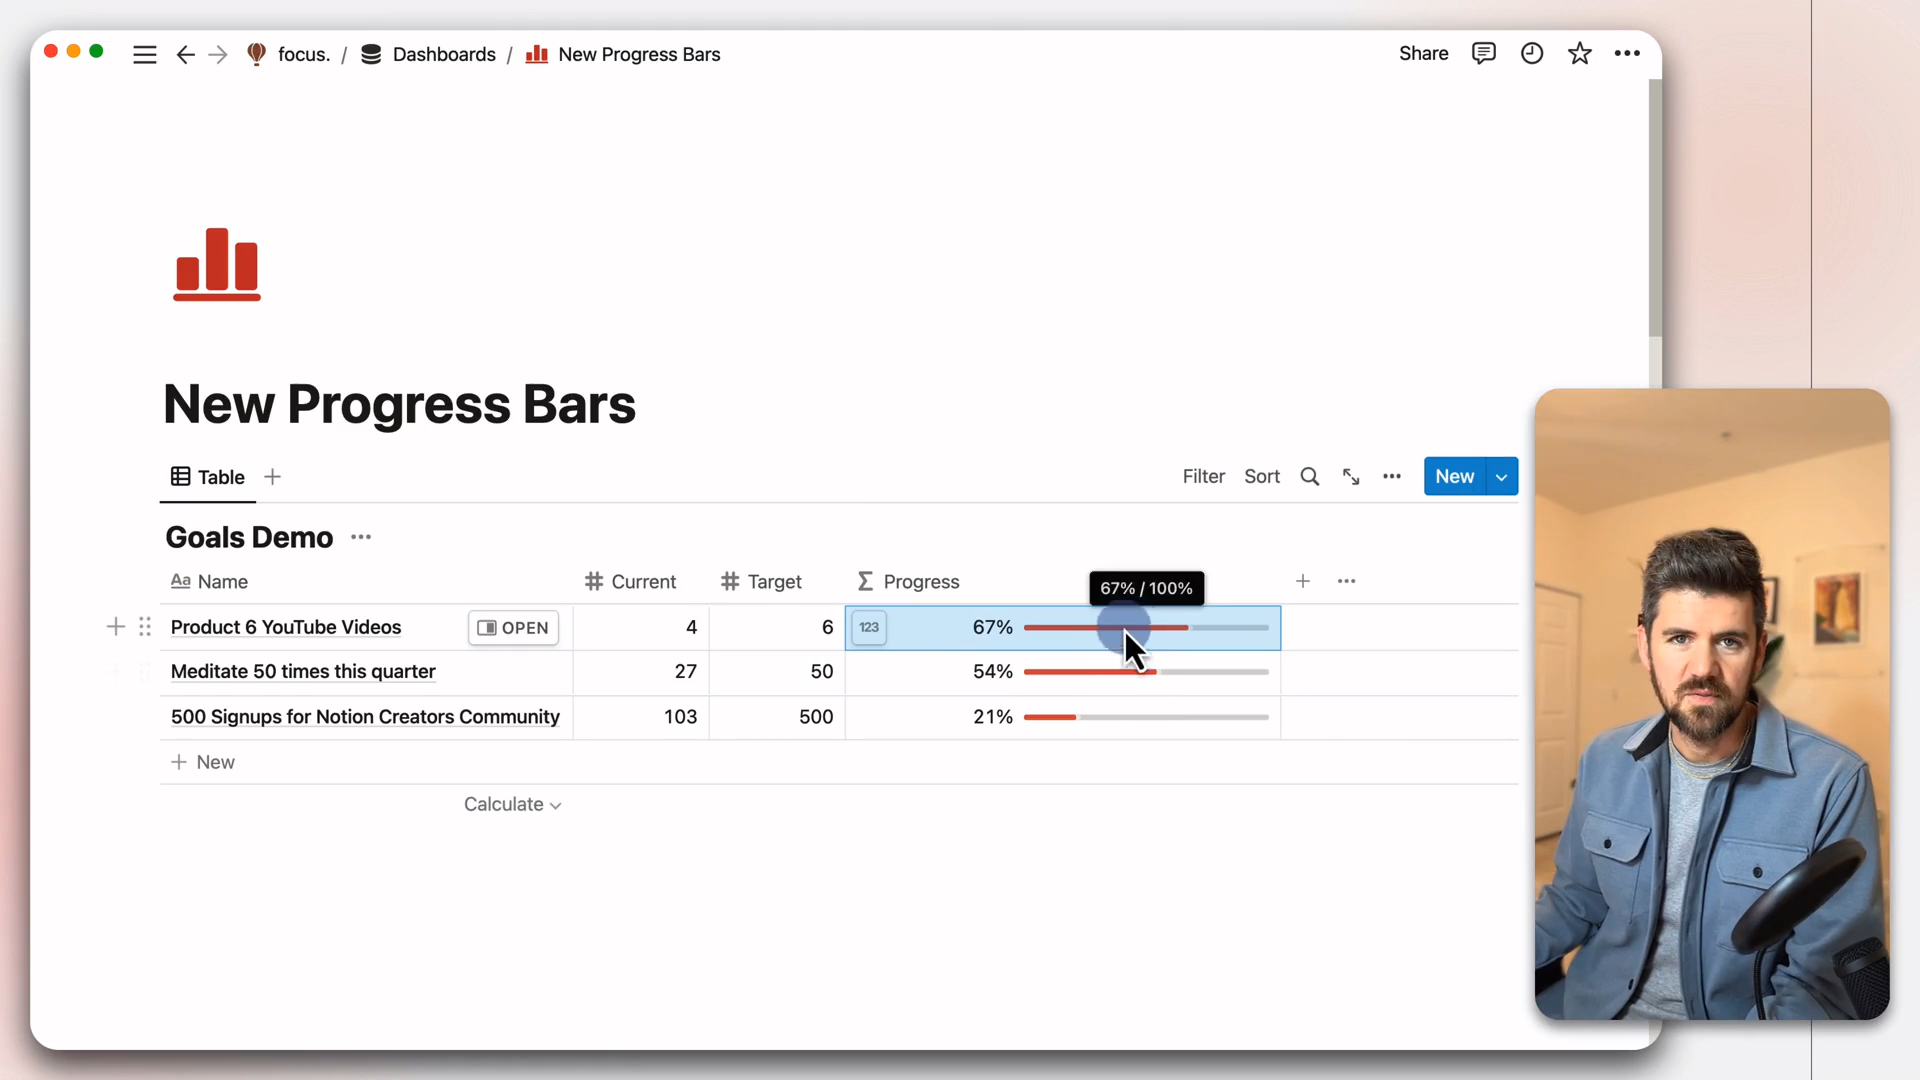 focus. / Dashboards / New Progress Bars
Share
New Progress Bars
Table
Filter Sort New
Goals Demo
Aa Name Current Target Progress
67% / 100%
Product 6 YouTube Videos OPEN 4 6 123 67%
Meditate 50 times this quarter 27 50 54%
500 Signups for Notion Creators Community 103 500 21%
New
Calculate